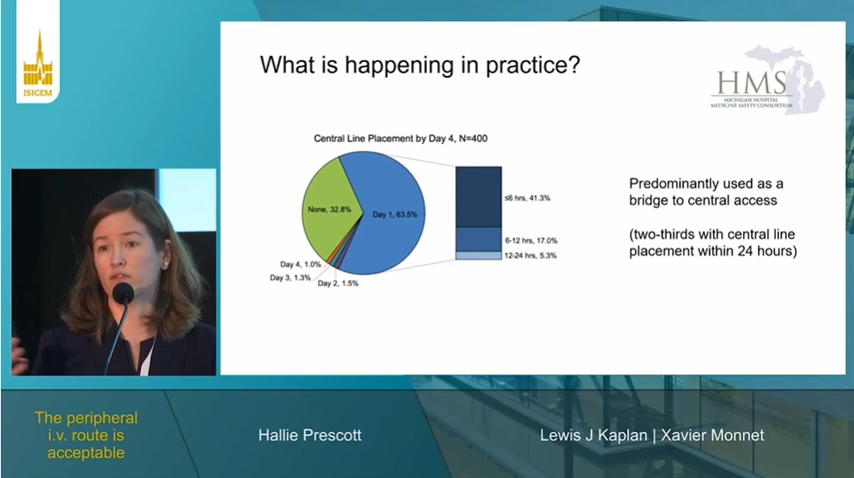 ISICEM
What is happening in practice?
HMS
MICHIGAN HOSPITAL
MEDICINE SAFETY CONSORTIUM
Central Line Placement by Day 4, N=400
None, 32.8%
Day 1, 63.5%
Day 4, 1.0%
Day 3, 1.3%
Day 2, 1.5%
≤6 hrs, 41.3%
6-12 hrs, 17.0%
12-24 hrs, 5.3%
Predominantly used as a
bridge to central access
(two-thirds with central line
placement within 24 hours)
The peripheral
i.v. route is
acceptable
Hallie Prescott
Lewis J Kaplan | Xavier Monnet